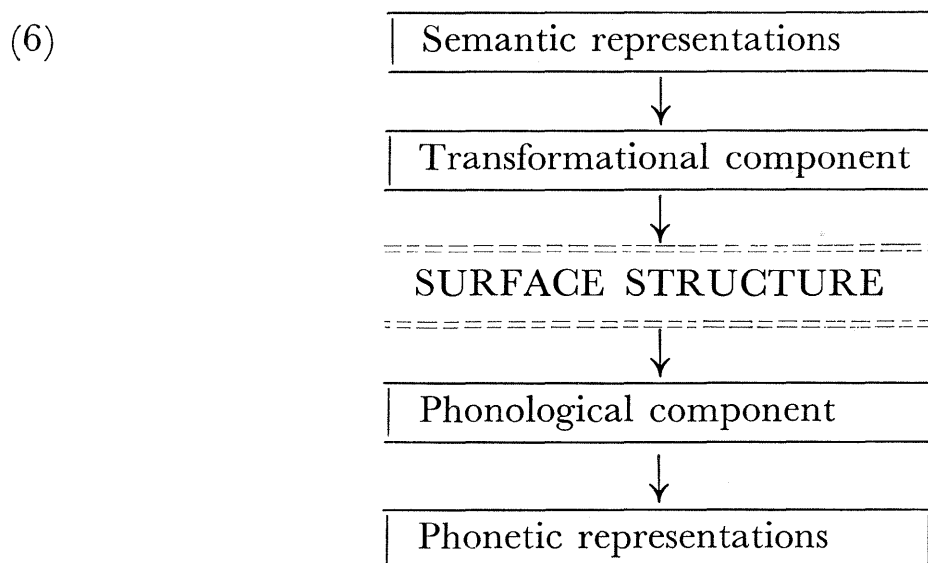 (6)
Semantic representations
Transformational component
SURFACE STRUCTURE
Phonological component
Phonetic representations